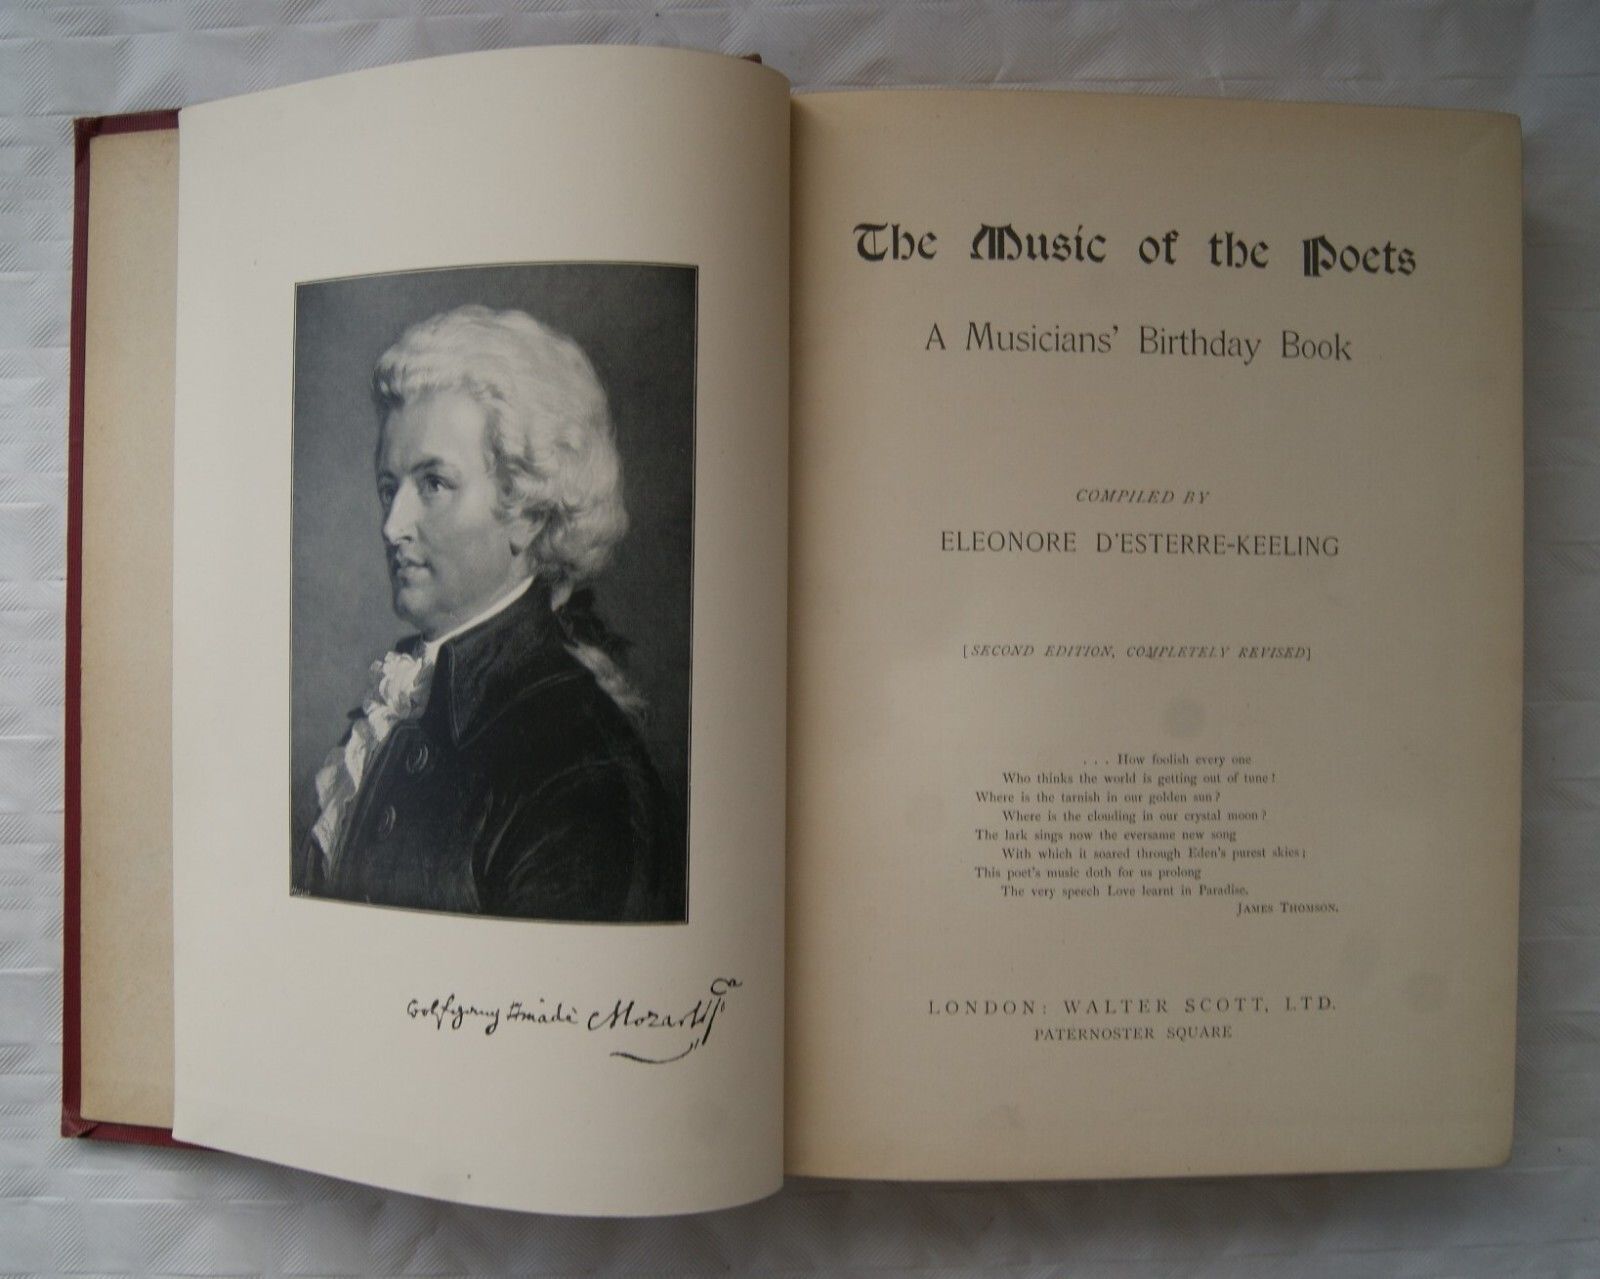 Wolfgang Amadè Mozart
The Music of the Poets
A Musicians' Birthday Book
COMPILED BY
ELEONORE D'ESTERRE-KEELING
[SECOND EDITION, COMPLETELY REVISED]
. . . How foolish every one
Who thinks the world is getting out of tune!
Where is the tarnish in our golden sun?
Where is the clouding in our crystal moon?
The lark sings now the eversame new song
With which it soared through Eden's purest skies;
This poet's music doth for us prolong
The very speech Love learnt in Paradise.
JAMES THOMSON.
LONDON: WALTER SCOTT, LTD.
PATERNOSTER SQUARE